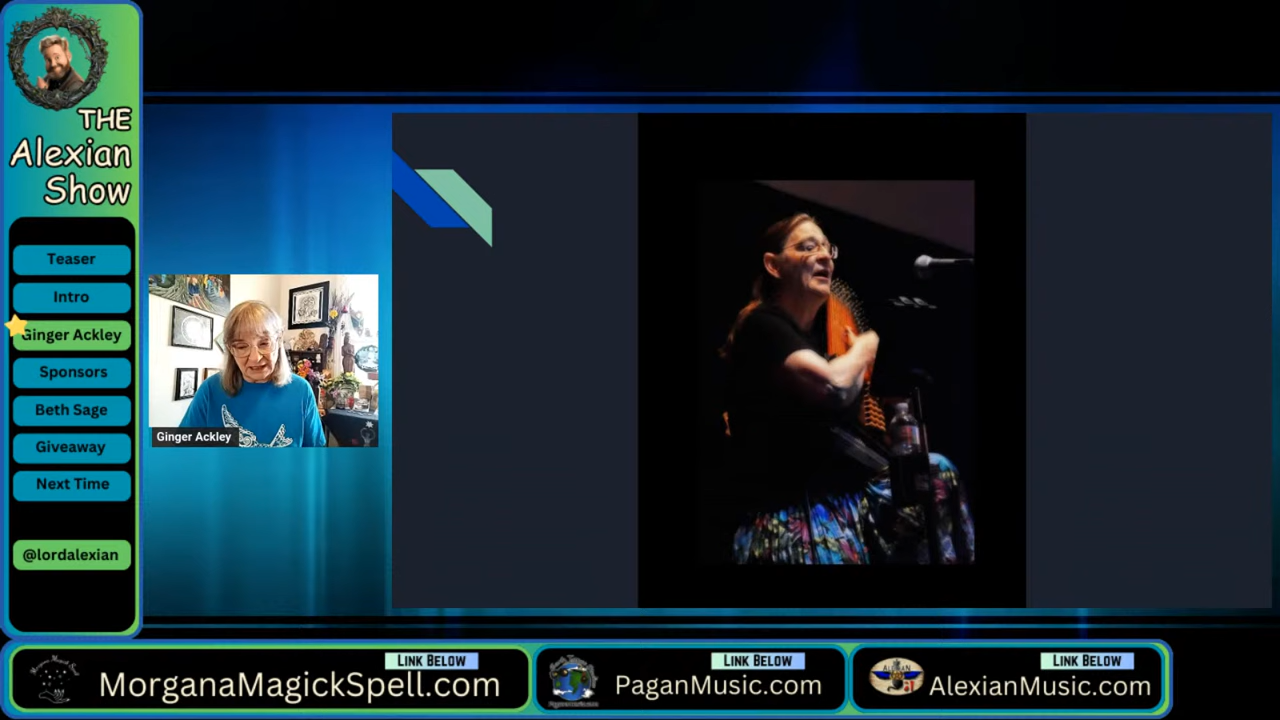 THE
Alexian
Show
Teaser
Intro
Ginger Ackley
Sponsors
Beth Sage
Giveaway
Next Time
@lordalexian
Ginger Ackley
LINK BELOW
MorganaMagickSpell.com
LINK BELOW
PaganMusic.com
LINK BELOW
AlexianMusic.com